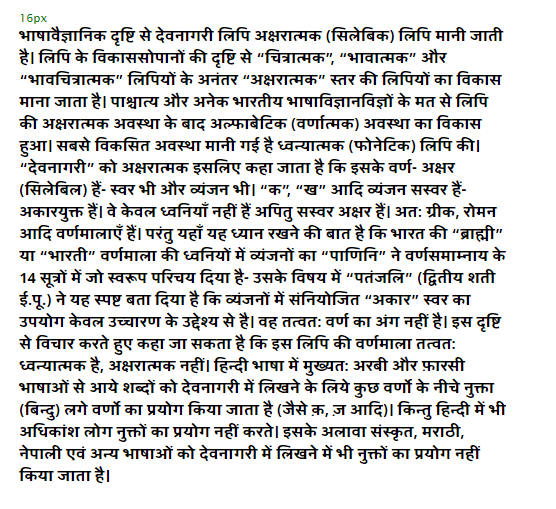 16px
भाषावैज्ञानिक दृष्टि से देवनागरी लिपि अक्षरात्मक (सिलेबिक) लिपि मानी जाती
है। लिपि के विकाससोपानों की दृष्टि से “चित्रात्मक”, “भावात्मक” और
“भावचित्रात्मक” लिपियों के अनंतर “अक्षरात्मक” स्तर की लिपियों का विकास
माना जाता है। पाश्चात्य और अनेक भारतीय भाषाविज्ञानविज्ञों के मत से लिपि
की अक्षरात्मक अवस्था के बाद अल्फाबेटिक (वर्णात्मक) अवस्था का विकास
हुआ। सबसे विकसित अवस्था मानी गई है ध्वन्यात्मक (फोनेटिक) लिपि की।
“देवनागरी” को अक्षरात्मक इसलिए कहा जाता है कि इसके वर्ण- अक्षर
(सिलेबिल) हैं- स्वर भी और व्यंजन भी। “क”, “ख” आदि व्यंजन सस्वर हैं-
अकारयुक्त हैं। वे केवल ध्वनियाँ नहीं हैं अपितु सस्वर अक्षर हैं। अत: ग्रीक, रोमन
आदि वर्णमालाएँ हैं। परंतु यहाँ यह ध्यान रखने की बात है कि भारत की “ब्राह्मी”
या “भारती” वर्णमाला की ध्वनियों में व्यंजनों का “पाणिनि” ने वर्णसमाम्नाय के
14 सूत्रों में जो स्वरूप परिचय दिया है- उसके विषय में “पतंजलि” (द्वितीय शती
ई.पू.) ने यह स्पष्ट बता दिया है कि व्यंजनों में संनियोजित “अकार” स्वर का
उपयोग केवल उच्चारण के उद्देश्य से है। वह तत्वत: वर्ण का अंग नहीं है। इस दृष्टि
से विचार करते हुए कहा जा सकता है कि इस लिपि की वर्णमाला तत्वत:
ध्वन्यात्मक है, अक्षरात्मक नहीं। हिन्दी भाषा में मुख्यत: अरबी और फ़ारसी
भाषाओं से आये शब्दों को देवनागरी में लिखने के लिये कुछ वर्णो के नीचे नुक्ता
(बिन्दु) लगे वर्णो का प्रयोग किया जाता है (जैसे क़, ज़ आदि)। किन्तु हिन्दी में भी
अधिकांश लोग नुक्तों का प्रयोग नहीं करते। इसके अलावा संस्कृत, मराठी,
नेपाली एवं अन्य भाषाओं को देवनागरी में लिखने में भी नुक्तों का प्रयोग नहीं
किया जाता है।